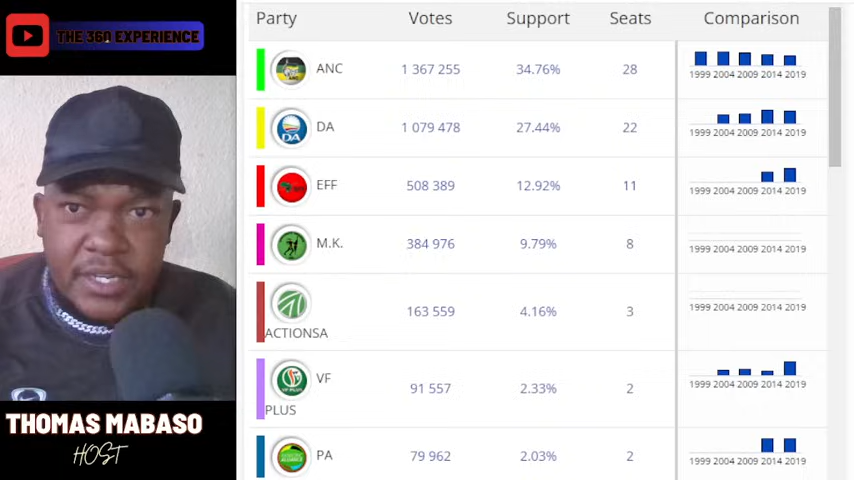 THE 360 EXPERIENCE
Party Votes Support Seats Comparison
ANC 1 367 255 34.76% 28
1999 2004 2009 2014 2019
DA 1 079 478 27.44% 22
1999 2004 2009 2014 2019
EFF 508 389 12.92% 11
1999 2004 2009 2014 2019
M.K. 384 976 9.79% 8
1999 2004 2009 2014 2019
ACTIONSA 163 559 4.16% 3
1999 2004 2009 2014 2019
VF PLUS 91 557 2.33% 2
1999 2004 2009 2014 2019
PA 79 962 2.03% 2
1999 2004 2009 2014 2019
THOMAS MABASO
HOST